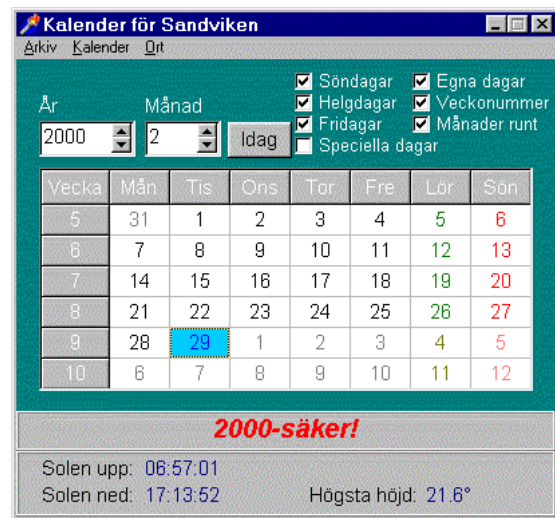 Kalender för Sandviken
Arkiv Kalender Ort
År Månad
2000 2 Idag
Söndagar Egna dagar
Helgdagar Veckonummer
Fridagar Månader runt
Speciella dagar
Vecka Mån Tis Ons Tor Fre Lör Sön
5 31 1 2 3 4 5 6
6 7 8 9 10 11 12 13
7 14 15 16 17 18 19 20
8 21 22 23 24 25 26 27
9 28 29 1 2 3 4 5
10 6 7 8 9 10 11 12
2000-säker!
Solen upp: 06:57:01
Solen ned: 17:13:52 Högsta höjd: 21.6°